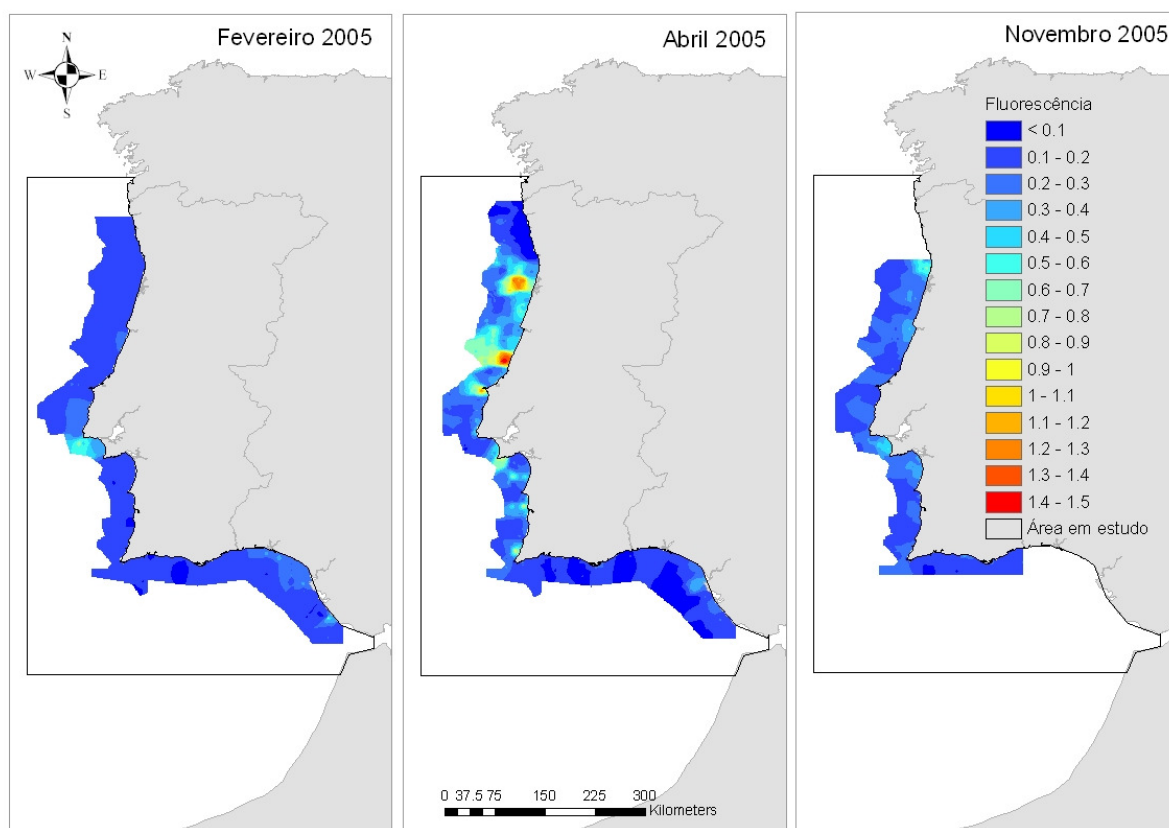 Fevereiro 2005
N
W E
S
Abril 2005
0 37.5 75 150 225 300
Kilometers
Novembro 2005
Fluorescência
< 0.1
0.1 - 0.2
0.2 - 0.3
0.3 - 0.4
0.4 - 0.5
0.5 - 0.6
0.6 - 0.7
0.7 - 0.8
0.8 - 0.9
0.9 - 1
1 - 1.1
1.1 - 1.2
1.2 - 1.3
1.3 - 1.4
1.4 - 1.5
Área em estudo